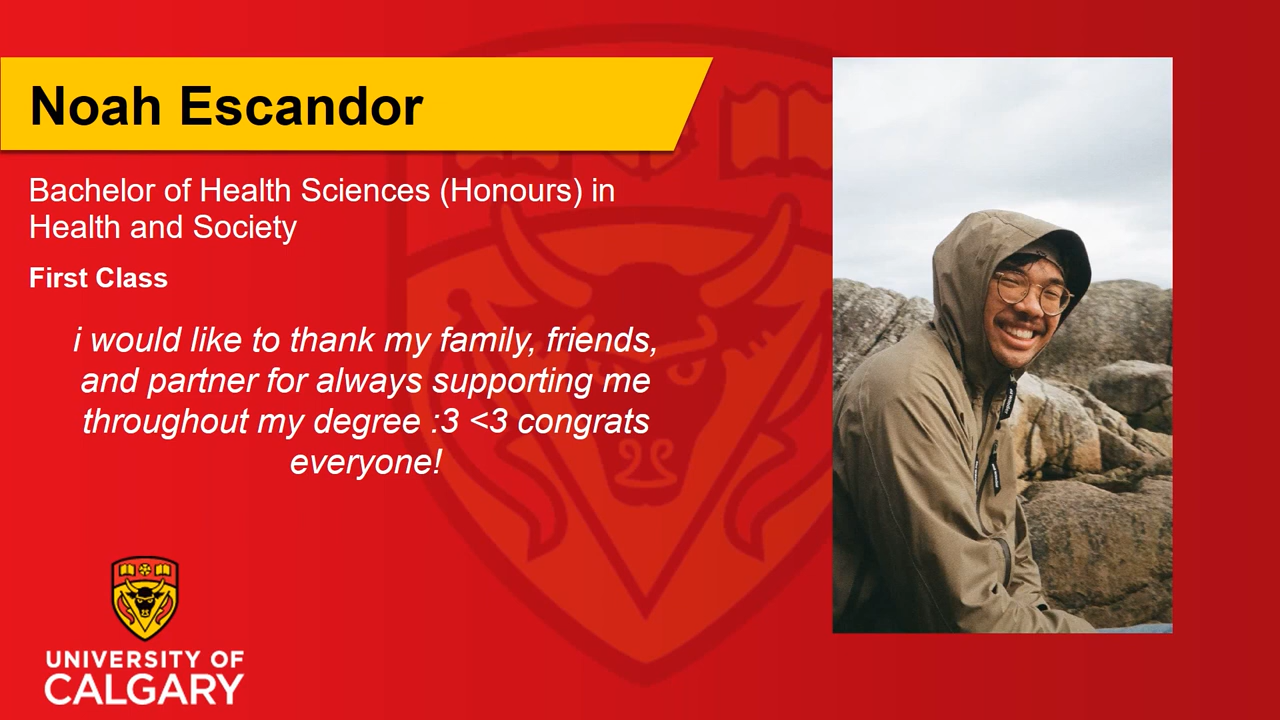 Noah Escandor
Bachelor of Health Sciences (Honours) in
Health and Society
First Class
i would like to thank my family, friends,
and partner for always supporting me
throughout my degree :3 <3 congrats
everyone!
UNIVERSITY OF
CALGARY